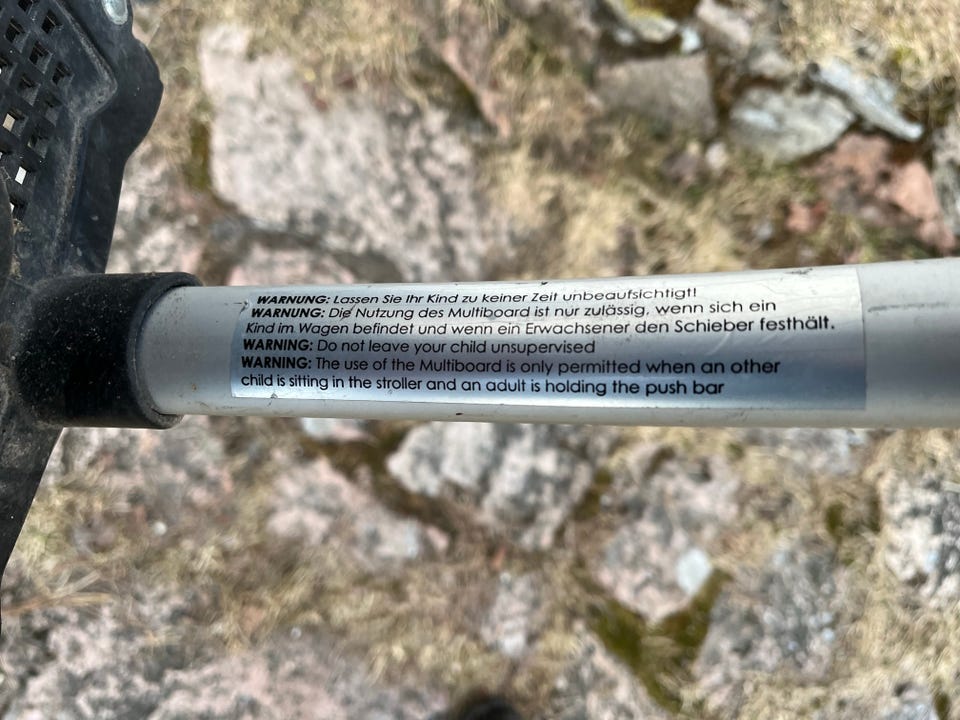 WARNUNG: Lassen Sie Ihr Kind zu keiner Zeit unbeaufsichtigt!
WARNUNG: Die Nutzung des Multiboard ist nur zulässig, wenn sich ein
Kind im Wagen befindet und wenn ein Erwachsener den Schieber festhält.
WARNING: Do not leave your child unsupervised
WARNING: The use of the Multiboard is only permitted when an other
child is sitting in the stroller and an adult is holding the push bar